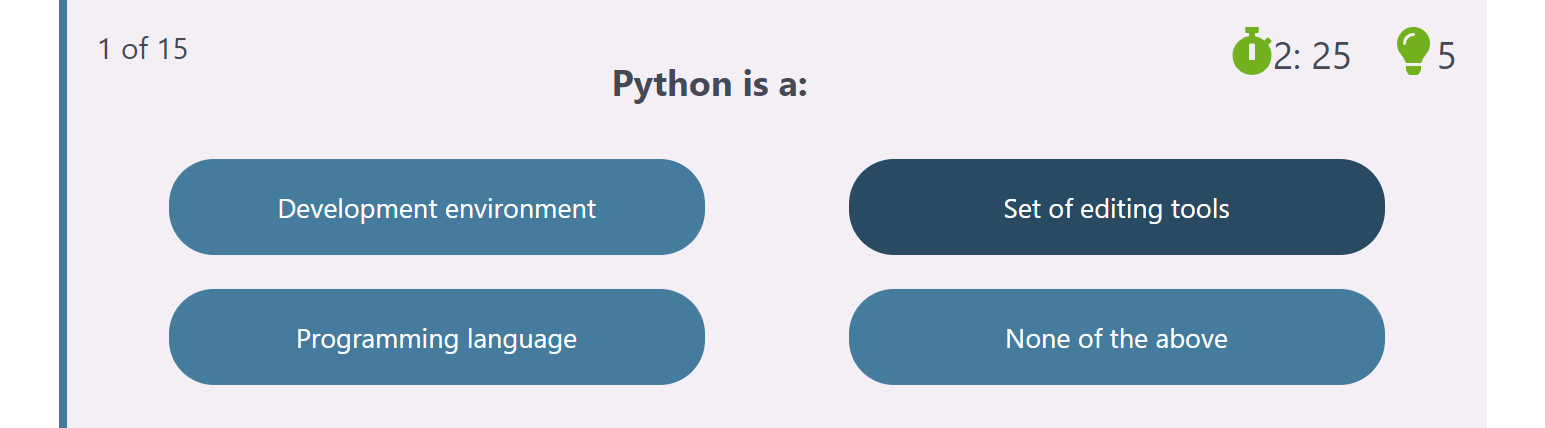 1 of 15
2: 25
5
Python is a:
Development environment
Set of editing tools
Programming language
None of the above